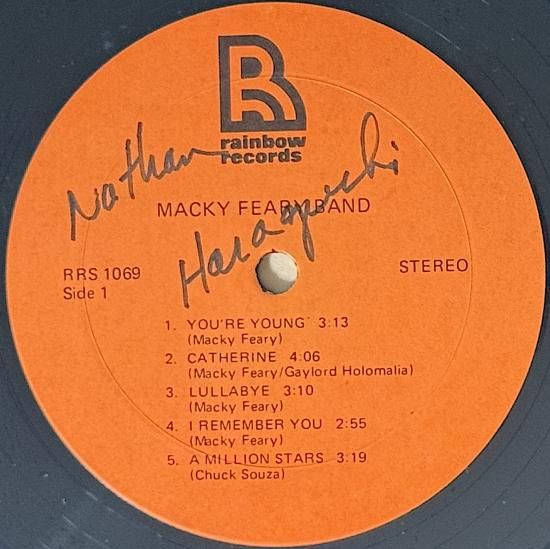 rainbow
records
Nathan
Haraguchi
MACKY FEARY BAND
RRS 1069
Side 1
STEREO
1. YOU'RE YOUNG 3:13
(Macky Feary)
2. CATHERINE 4:06
(Macky Feary/Gaylord Holomalia)
3. LULLABYE 3:10
(Macky Feary)
4. I REMEMBER YOU 2:55
(Macky Feary)
5. A MILLION STARS 3:19
(Chuck Souza)